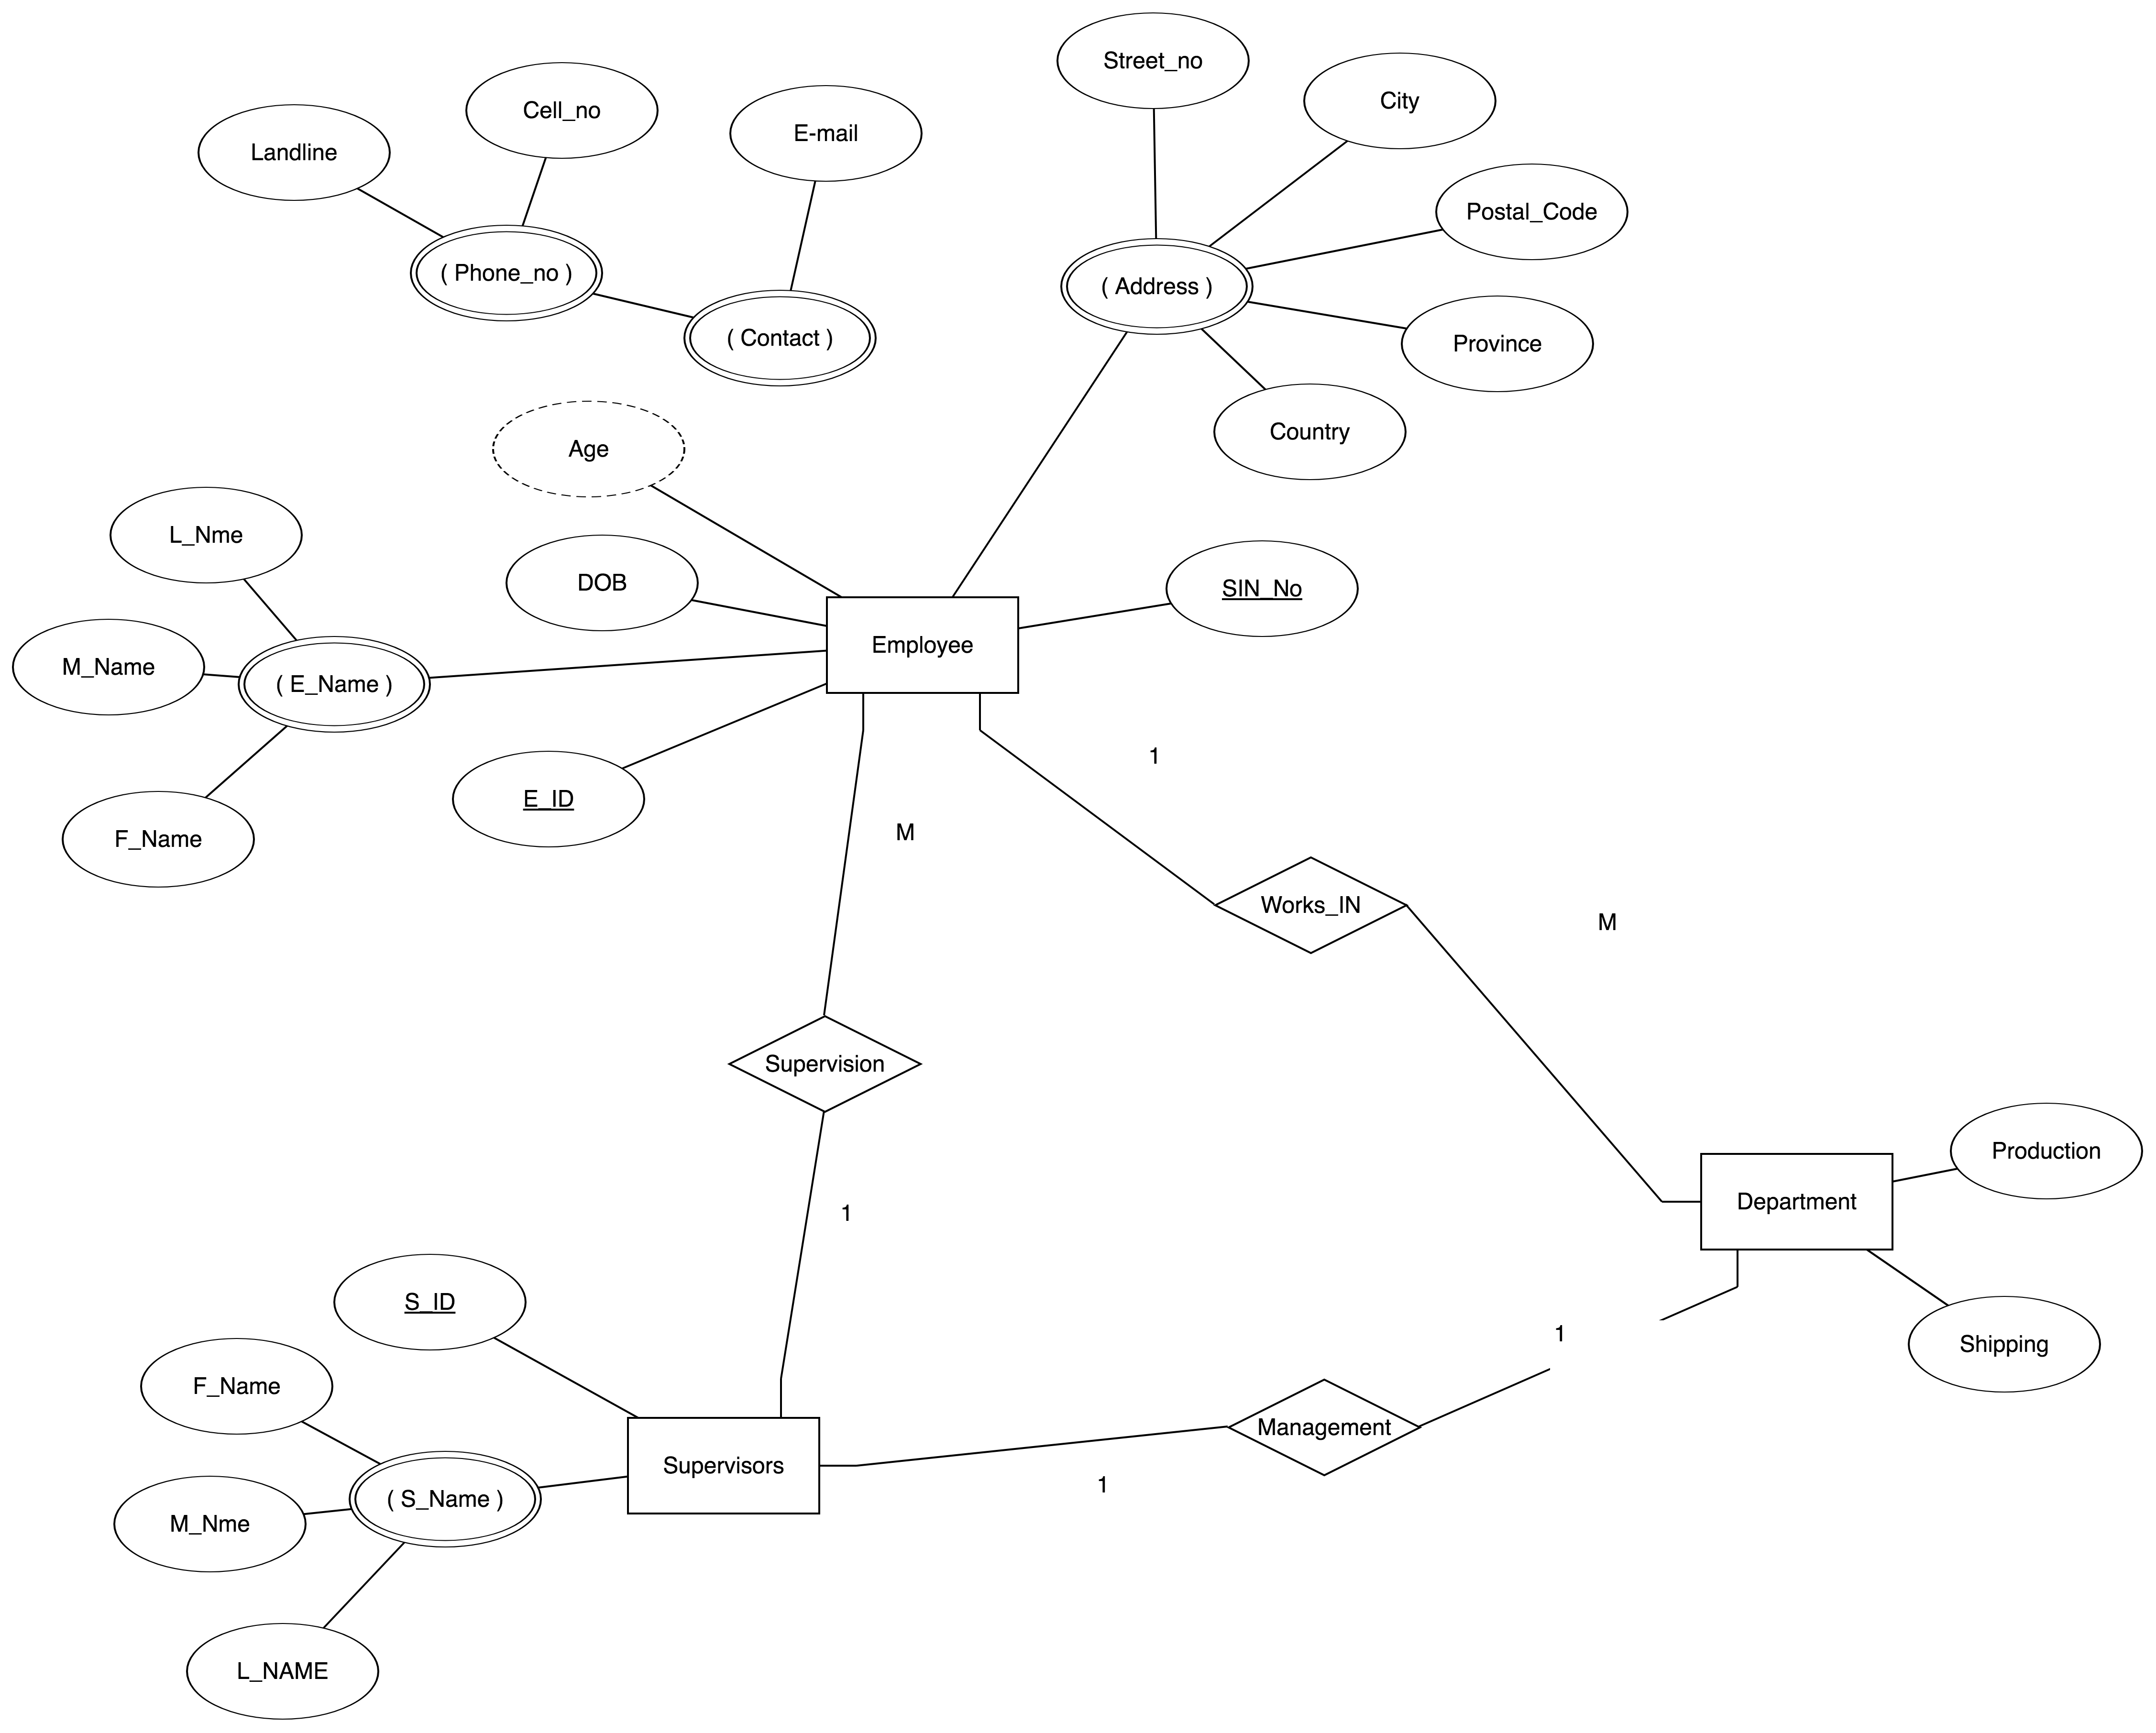 Street_no
City
Cell_no
E-mail
Landline
Postal_Code
( Phone_no )
( Address )
( Contact )
Province
Country
Age
L_Nme
DOB
SIN_No
Employee
M_Name
( E_Name )
E_ID
F_Name
1
M
Works_IN
M
Supervision
Production
Department
1
S_ID
1
Shipping
F_Name
Management
Supervisors
1
( S_Name )
M_Nme
L_NAME